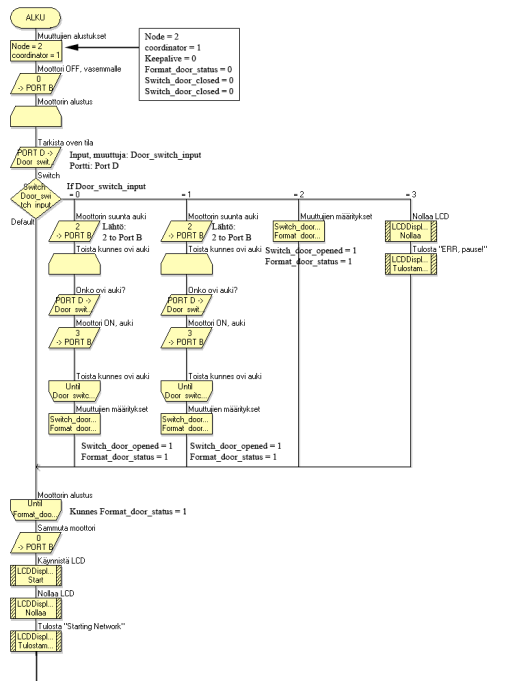 ALKU
Muuttujien alustukset
Node = 2
coordinator = 1
Node = 2
coordinator = 1
Keepalive = 0
Format_door_status = 0
Switch_door_closed = 0
Switch_door_closed = 0
Moottori OFF, vasemmalle
0
-> PORT B
Moottorin alustus
Tarkista oven tila
PORT D ->
Door_swit...
Input, muuttuja: Door_switch_input
Portti: Port D
Switch
Switch
Door_swi
tch_input
If Door_switch_input
= 0
= 1
= 2
= 3
Default
Moottorin suunta auki
2
-> PORT B
Lähtö:
2 to Port B
Toista kunnes ovi auki
Onko ovi auki?
PORT D ->
Door_swit...
Moottori ON, auki
3
-> PORT B
Toista kunnes ovi auki
Until
Door_switc...
Muuttujien määritykset
Switch_door...
Format_door...
Switch_door_opened = 1
Format_door_status = 1
Moottorin suunta auki
2
-> PORT B
Lähtö:
2 to Port B
Toista kunnes ovi auki
Onko ovi auki?
PORT D ->
Door_swit...
Moottori ON, auki
3
-> PORT B
Toista kunnes ovi auki
Until
Door_switc...
Muuttujien määritykset
Switch_door...
Format_door...
Switch_door_opened = 1
Format_door_status = 1
Muuttujien määritykset
Switch_do...
Format_door...
Switch_door_opened = 1
Format_door_status = 1
Nollaa LCD
LCDDispl...
Nollaa
Tulosta "ERR, pause!"
LCDDispl...
Tulostam...
Moottorin alustus
Until
Format_doo...
Kunnes Format_door_status = 1
Sammuta moottori
0
-> PORT B
Käynnistä LCD
LCDDispl...
Start
Nollaa LCD
LCDDispl...
Nollaa
Tulosta "Starting Network"
LCDDispl...
Tulostam...